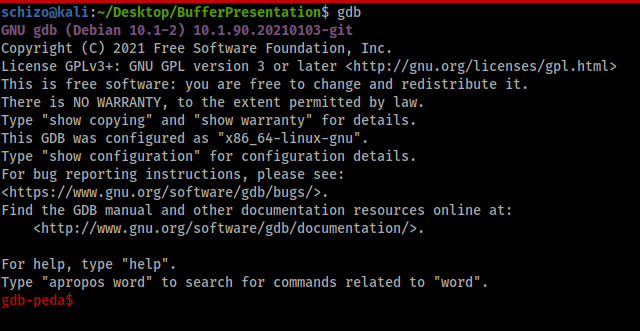 schizo@kali:~/Desktop/BufferPresentation$ gdb
GNU gdb (Debian 10.1-2) 10.1.90.20210103-git
Copyright (C) 2021 Free Software Foundation, Inc.
License GPLv3+: GNU GPL version 3 or later <http://gnu.org/licenses/gpl.html>
This is free software: you are free to change and redistribute it.
There is NO WARRANTY, to the extent permitted by law.
Type "show copying" and "show warranty" for details.
This GDB was configured as "x86_64-linux-gnu".
Type "show configuration" for configuration details.
For bug reporting instructions, please see:
<https://www.gnu.org/software/gdb/bugs/>.
Find the GDB manual and other documentation resources online at:
    <http://www.gnu.org/software/gdb/documentation/>.

For help, type "help".
Type "apropos word" to search for commands related to "word".
gdb-peda$